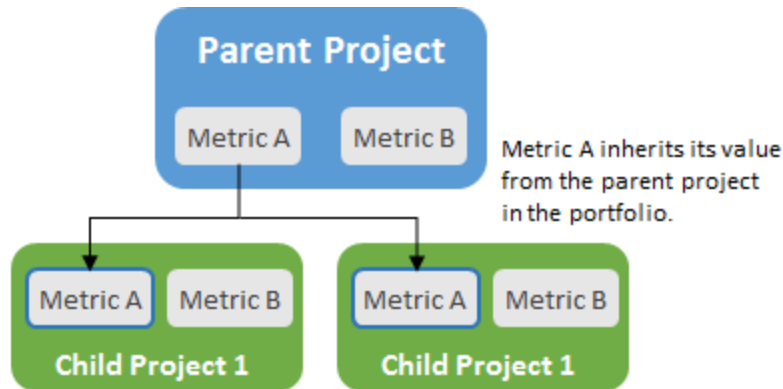 Parent Project
Metric A
Metric B
Metric A inherits its value
from the parent project
in the portfolio.
Metric A
Metric B
Child Project 1
Metric A
Metric B
Child Project 1